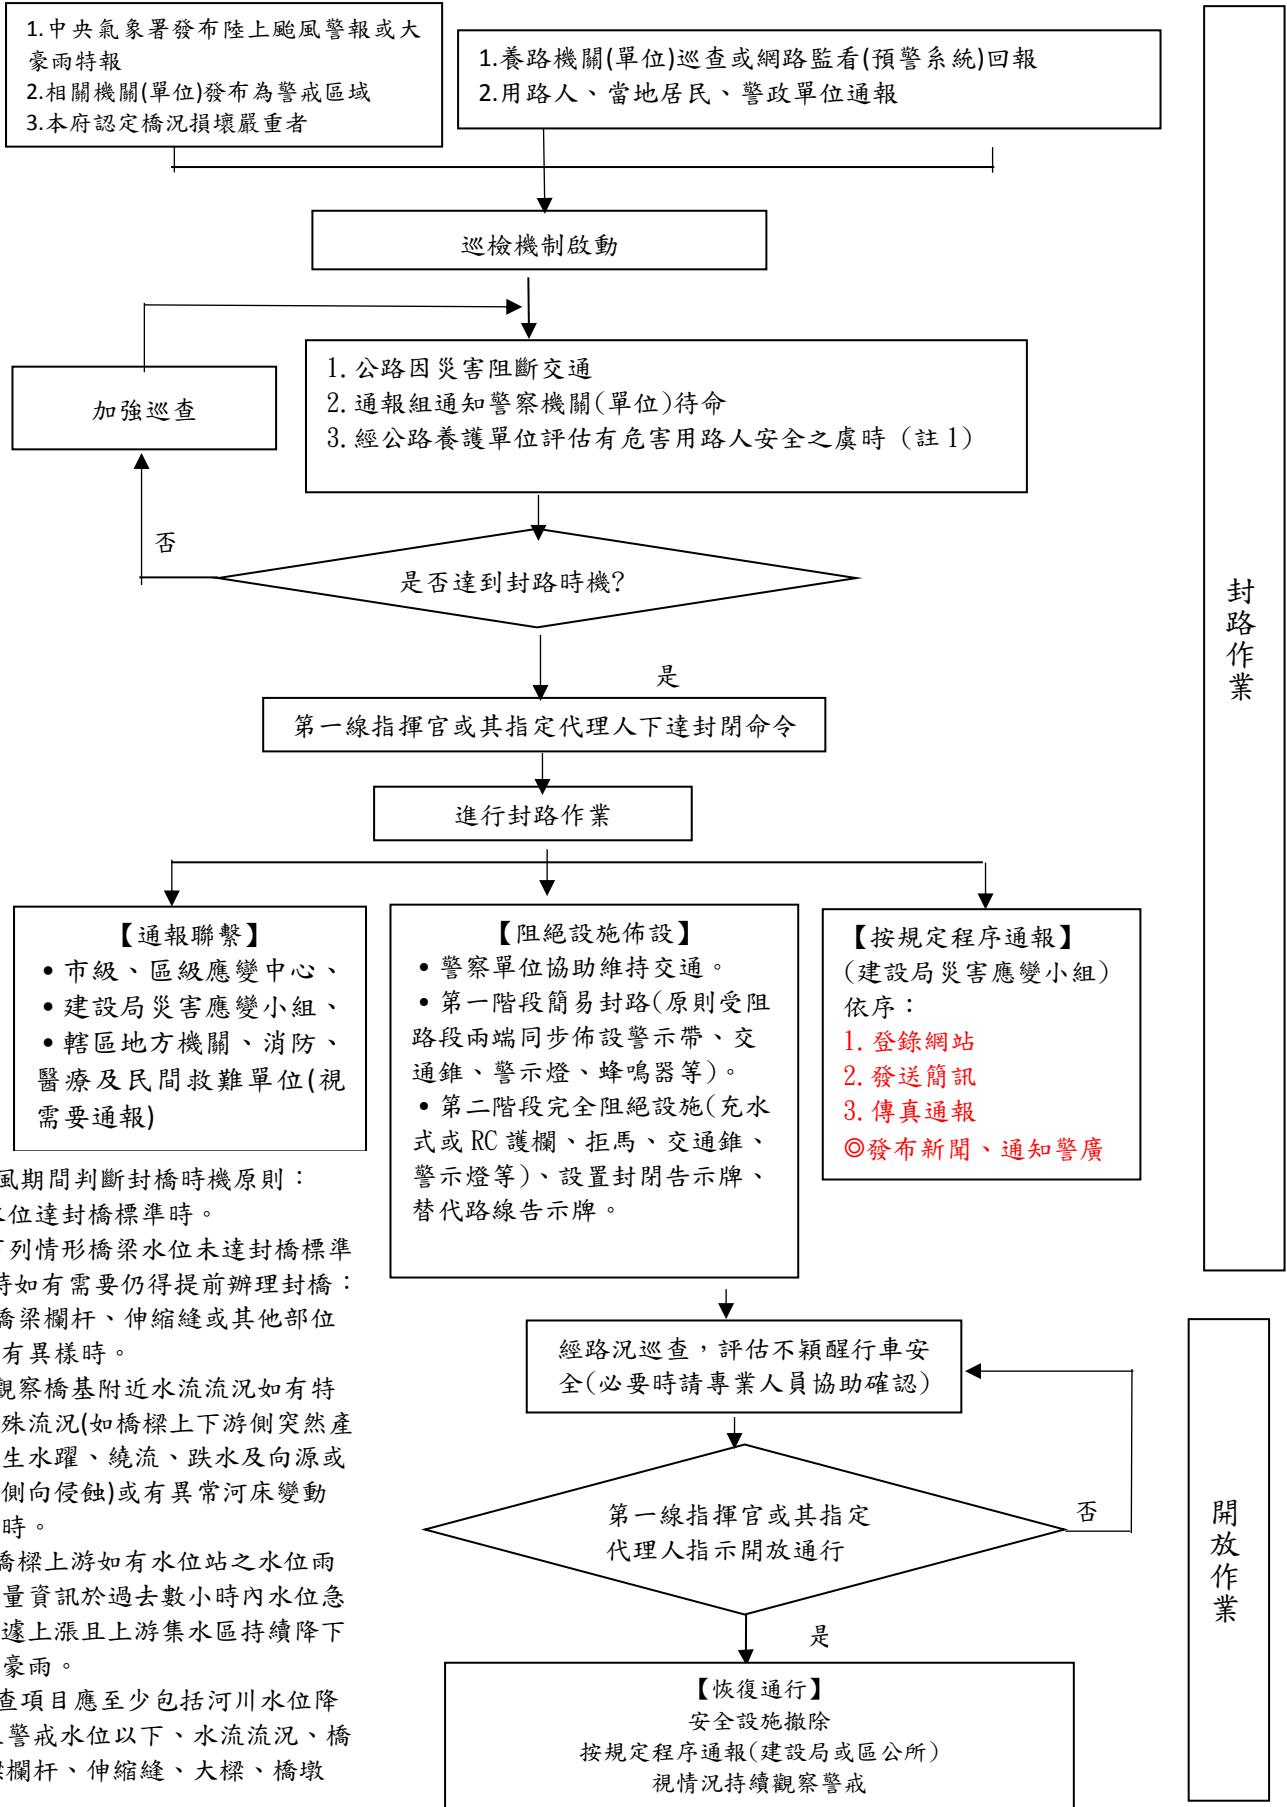 1.中央氣象署發布陸上颱風警報或大
豪雨特報
2.相關機關(單位)發布為警戒區域
3.本府認定橋況損壞嚴重者
1.養路機關(單位)巡查或網路監看(預警系統)回報
2.用路人、當地居民、警政單位通報
巡檢機制啟動
加強巡查
1.公路因災害阻斷交通
2.通報組通知警察機關(單位)待命
3.經公路養護單位評估有危害用路人安全之虞時 (註 1)
否
是否達到封路時機?
是
第一線指揮官或其指定代理人下達封閉命令
進行封路作業
【通報聯繫】
•市級、區級應變中心、
•建設局災害應變小組、
•轄區地方機關、消防、
醫療及民間救難單位(視
需要通報)
【阻絕設施佈設】
•警察單位協助維持交通。
•第一階段簡易封路(原則受阻
路段兩端同步佈設警示帶、交
通錐、警示燈、蜂鳴器等)。
•第二階段完全阻絕設施(充水
式或 RC 護欄、拒馬、交通錐、
警示燈等)、設置封閉告示牌、
替代路線告示牌。
【按規定程序通報】
(建設局災害應變小組)
依序：
1.登錄網站
2.發送簡訊
3.傳真通報
◎發布新聞、通知警廣
封路作業
風期間判斷封橋時機原則：
水位達封橋標準時。
下列情形橋梁水位未達封橋標準
時如有需要仍得提前辦理封橋：
橋梁欄杆、伸縮縫或其他部位
有異樣時。
觀察橋基附近水流流況如有特
殊流況(如橋樑上下游側突然產
生水躍、繞流、跌水及向源或
側向侵蝕)或有異常河床變動
時。
橋樑上游如有水位站之水位雨
量資訊於過去數小時內水位急
遽上漲且上游集水區持續降下
豪雨。
查項目應至少包括河川水位降
警戒水位以下、水流流況、橋
欄杆、伸縮縫、大樑、橋墩
經路況巡查，評估不穎醒行車安
全(必要時請專業人員協助確認)
第一線指揮官或其指定
代理人指示開放通行
否
是
【恢復通行】
安全設施撤除
按規定程序通報(建設局或區公所)
視情況持續觀察警戒
開放作業